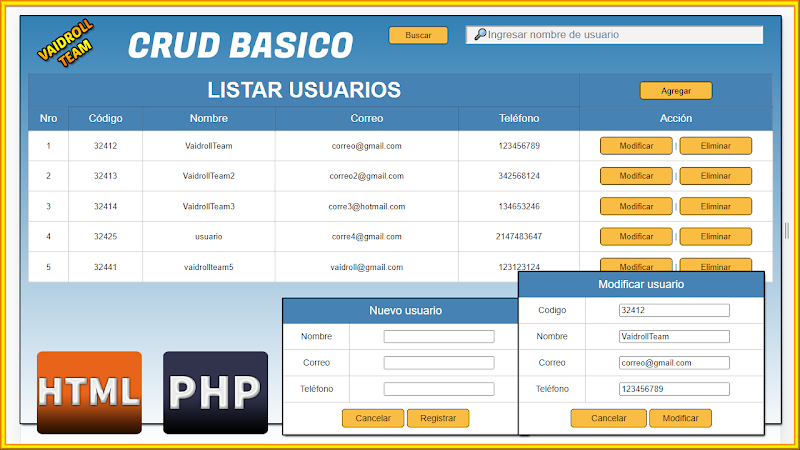 VAIDROLL
TEAM
CRUD BASICO
Buscar
Ingresar nombre de usuario
LISTAR USUARIOS
Agregar
Nro Código Nombre Correo Teléfono Acción
1 32412 VaidrollTeam correo@gmail.com 123456789 Modificar | Eliminar
2 32413 VaidrollTeam2 correo2@gmail.com 342568124 Modificar | Eliminar
3 32414 VaidrollTeam3 corre3@hotmail.com 134653246 Modificar | Eliminar
4 32425 usuario corre4@gmail.com 2147483647 Modificar | Eliminar
5 32441 vaidrollteam5 vaidroll@gmail.com 123123124 Modificar | Eliminar
HTML
PHP
Nuevo usuario
Nombre
Correo
Teléfono
Cancelar Registrar
Modificar usuario
Codigo 32412
Nombre VaidrollTeam
Correo correo@gmail.com
Teléfono 123456789
Cancelar Modificar